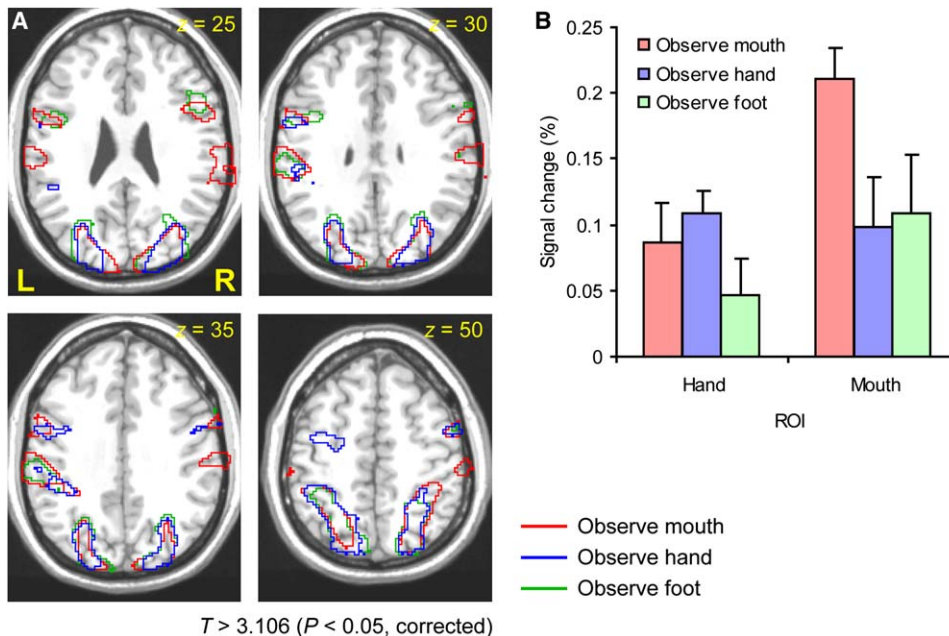 A
z = 25
z = 30
L
R
z = 35
z = 50
T > 3.106 (P < 0.05, corrected)
B
Signal change (%)
0.25
0.2
0.15
0.1
0.05
0
Observe mouth
Observe hand
Observe foot
Hand
Mouth
ROI
Observe mouth
Observe hand
Observe foot